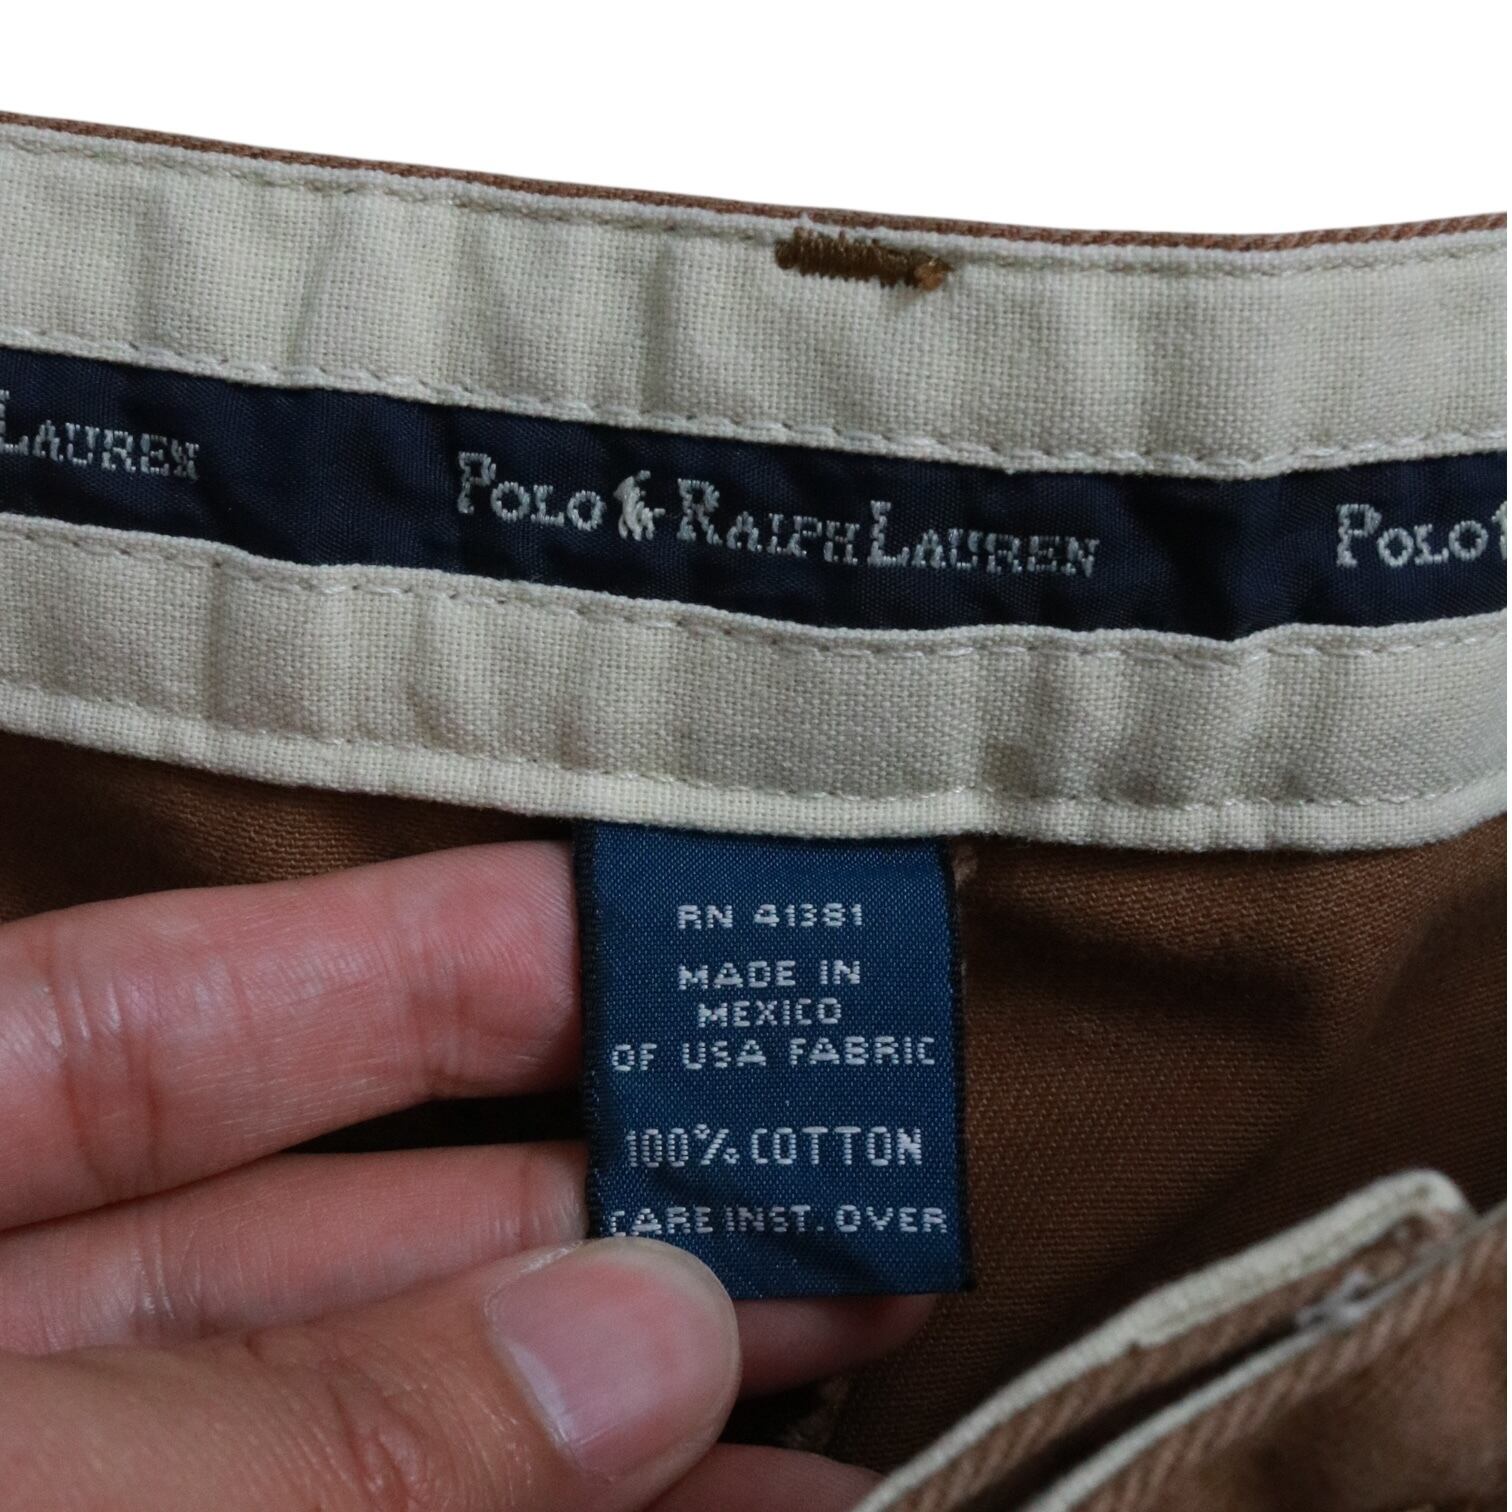 LAUREN POLO RALPH LAUREN POLO
RN 41381
MADE IN
MEXICO
OF USA FABRIC
100% COTTON
CARE INST. OVER